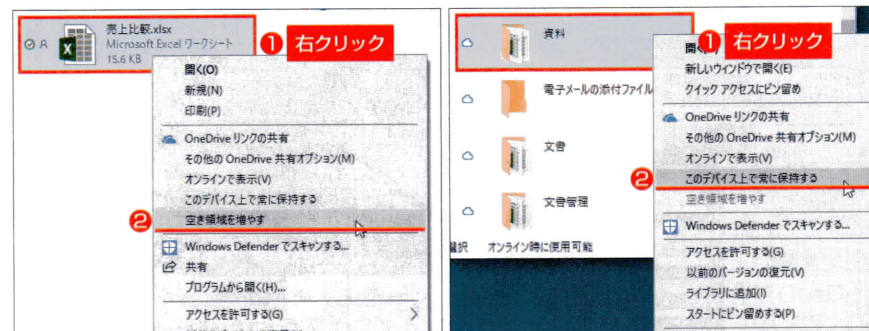 売上比較.xlsx
Microsoft Excel ワークシート
15.6 KB
❶ 右クリック
開く(O)
新規(N)
印刷(P)
OneDrive リンクの共有
その他の OneDrive 共有オプション(M)
オンラインで表示(V)
このデバイス上で常に保持する
❷ 空き領域を増やす
Windows Defender でスキャンする...
共有
プログラムから開く(H)...
アクセスを許可する(G)
資料
電子メールの添付ファイル
文書
文書管理
選択 オンライン時に使用可能
❶ 右クリック
開く
新しいウィンドウで開く(E)
クイック アクセスにピン留め
OneDrive リンクの共有
その他の OneDrive 共有オプション(M)
オンラインで表示(V)
❷ このデバイス上で常に保持する
空き領域を増やす
Windows Defender でスキャンする...
アクセスを許可する(G)
以前のバージョンの復元(V)
ライブラリに追加(I)
スタートにピン留めする(P)